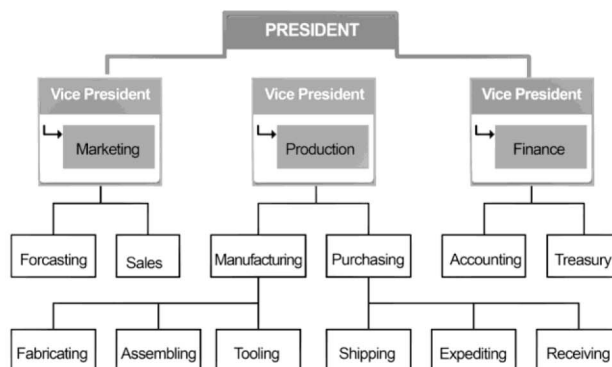 PRESIDENT
Vice President
Vice President
Vice President
Marketing
Production
Finance
Forcasting
Sales
Manufacturing
Purchasing
Accounting
Treasury
Fabricating
Assembling
Tooling
Shipping
Expediting
Receiving